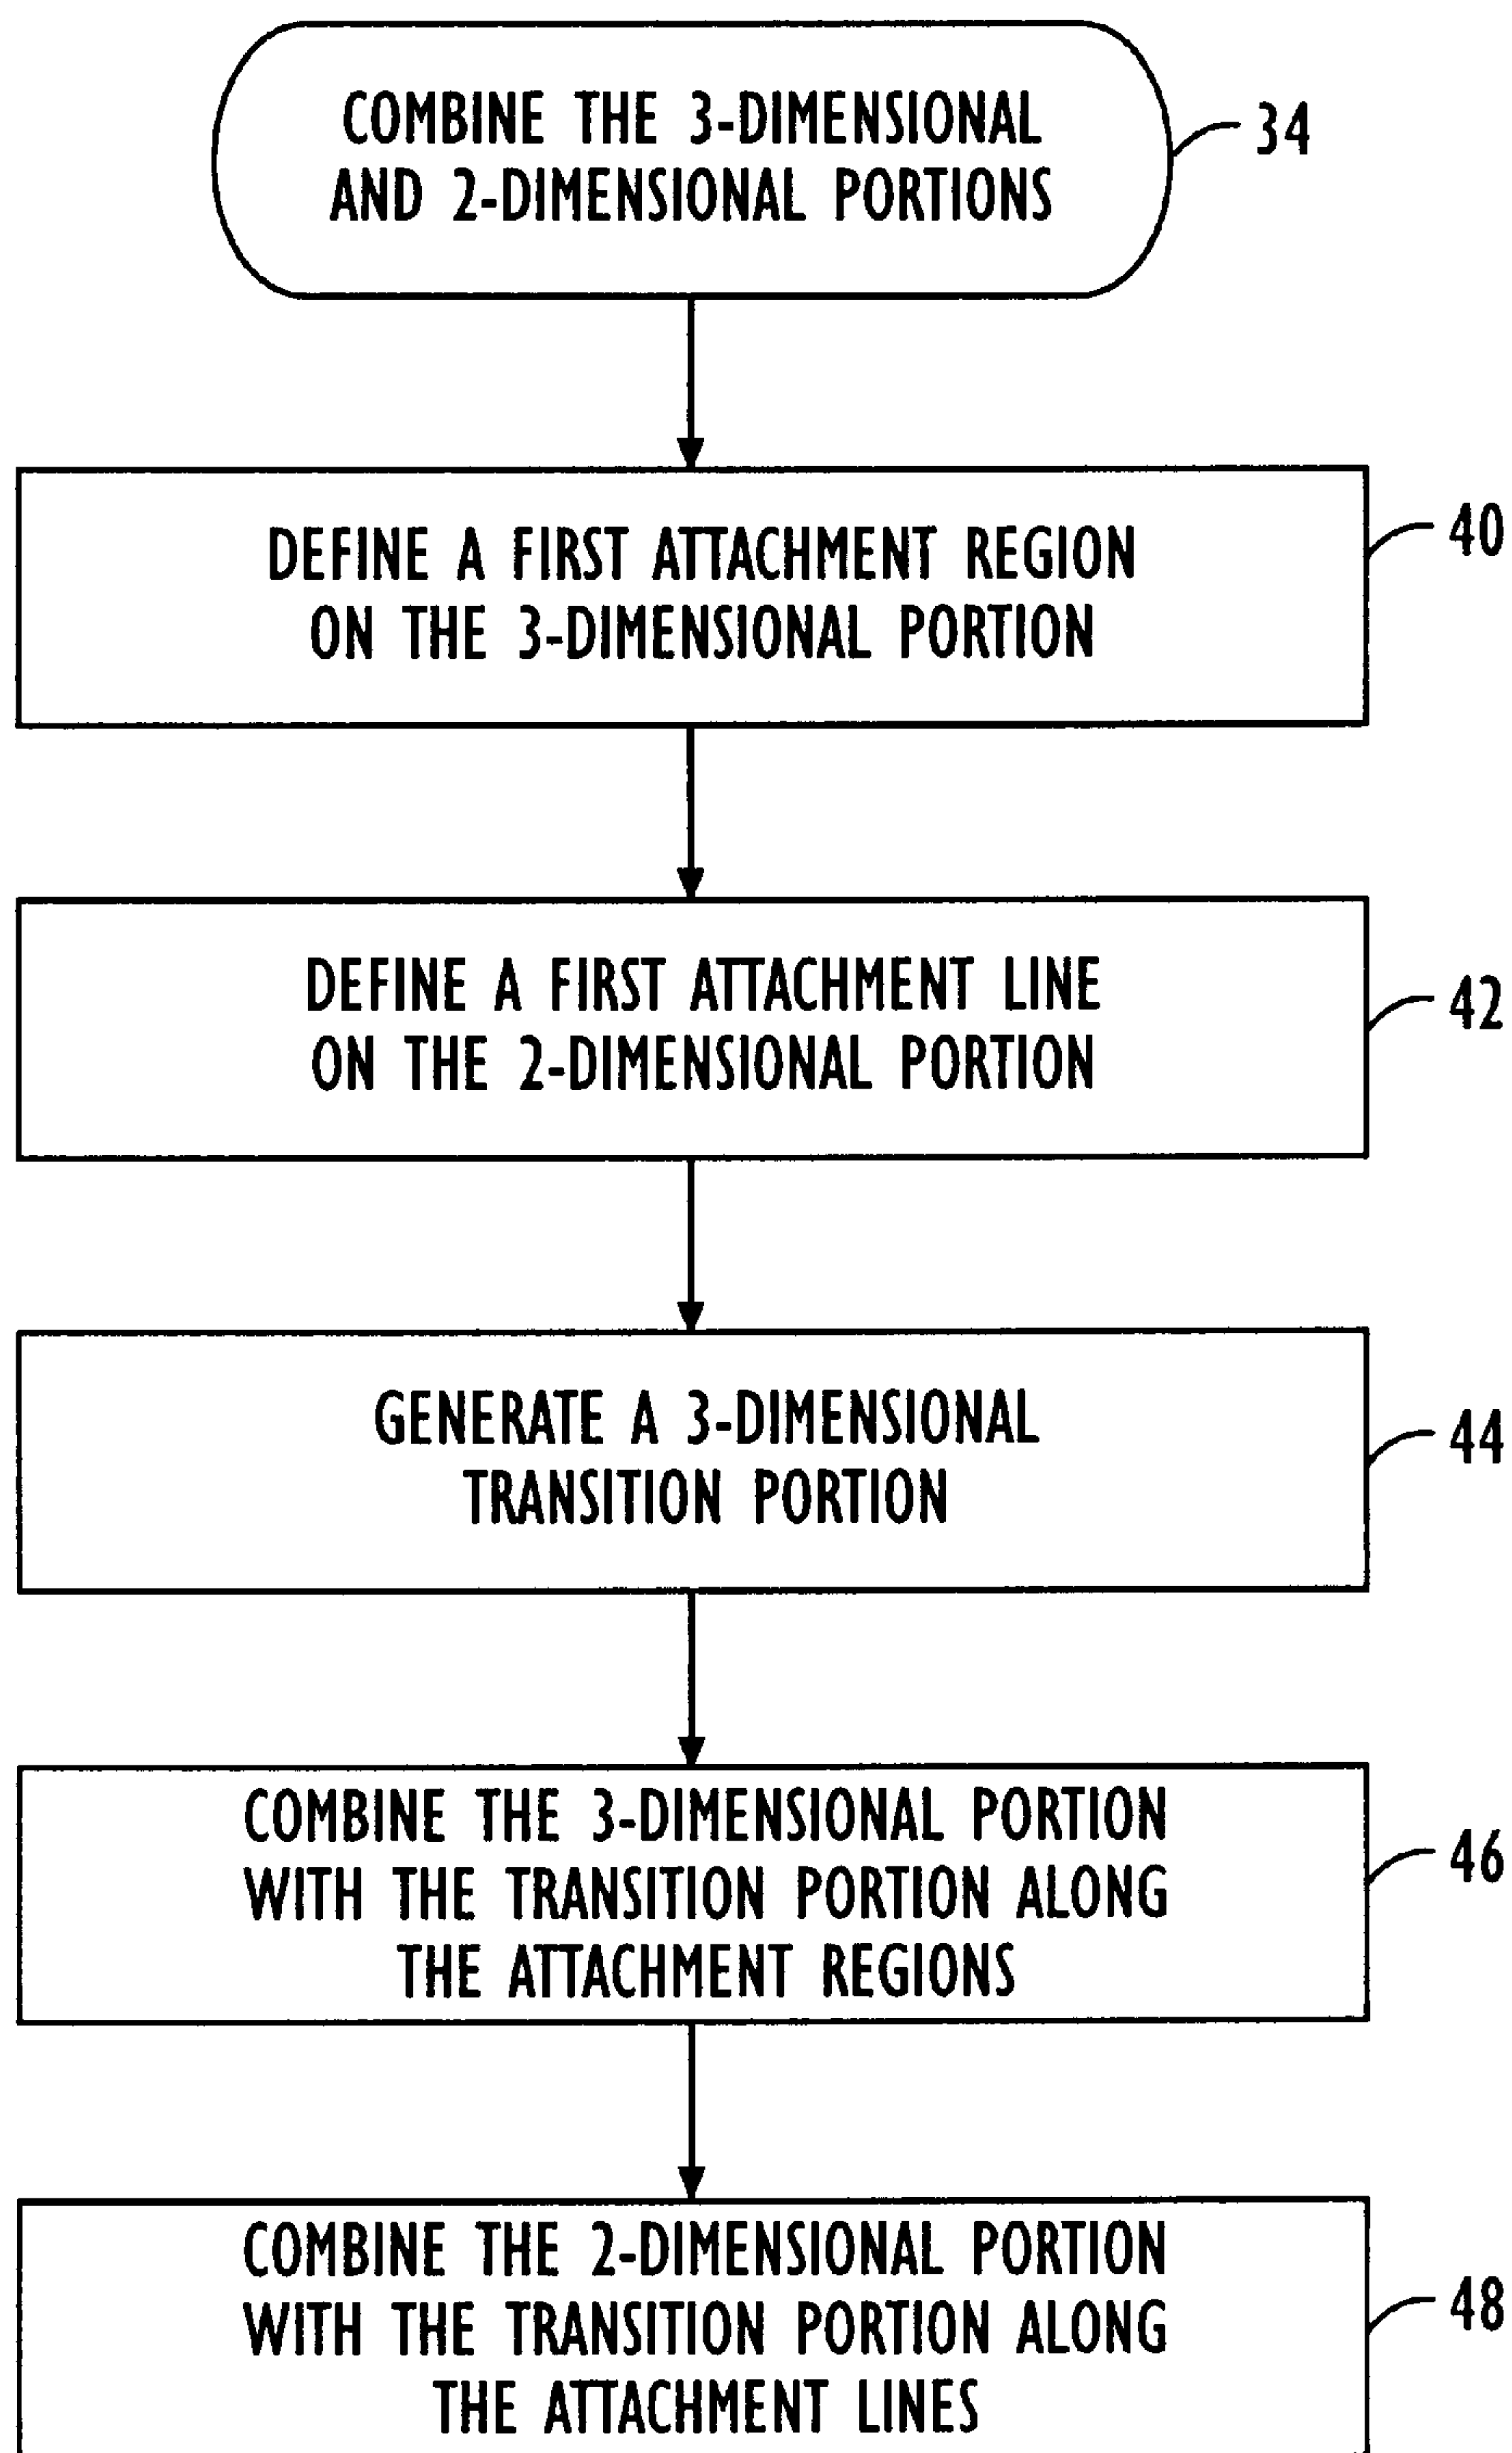 COMBINE THE 3-DIMENSIONAL
AND 2-DIMENSIONAL PORTIONS
34
DEFINE A FIRST ATTACHMENT REGION
ON THE 3-DIMENSIONAL PORTION
40
DEFINE A FIRST ATTACHMENT LINE
ON THE 2-DIMENSIONAL PORTION
42
GENERATE A 3-DIMENSIONAL
TRANSITION PORTION
44
COMBINE THE 3-DIMENSIONAL PORTION
WITH THE TRANSITION PORTION ALONG
THE ATTACHMENT REGIONS
46
COMBINE THE 2-DIMENSIONAL PORTION
WITH THE TRANSITION PORTION ALONG
THE ATTACHMENT LINES
48